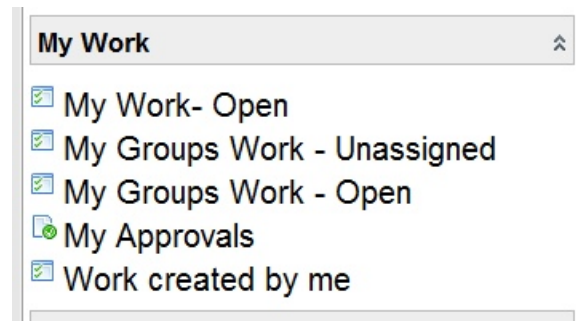 My Work
My Work- Open
My Groups Work - Unassigned
My Groups Work - Open
My Approvals
Work created by me